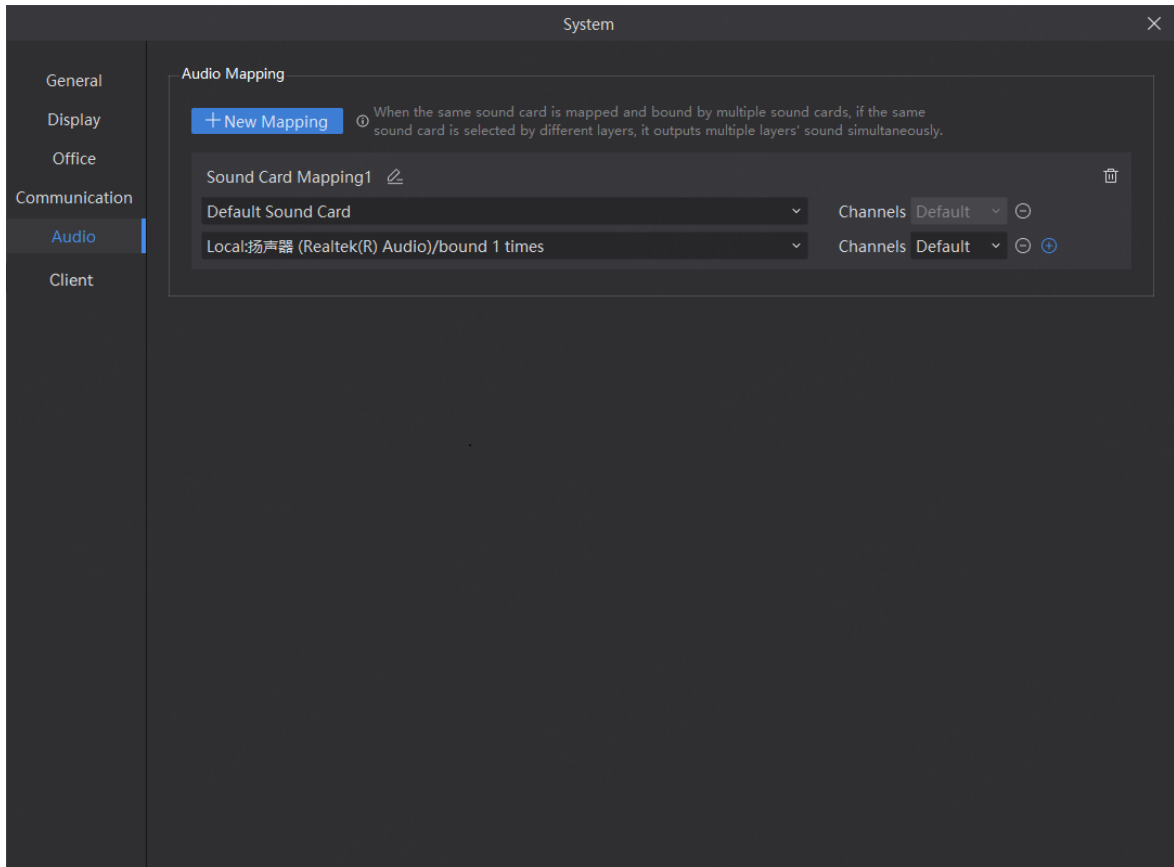 System
General
Display
Office
Communication
Audio
Client
Audio Mapping
New Mapping
When the same sound card is mapped and bound by multiple sound cards, if the same
sound card is selected by different layers, it outputs multiple layers' sound simultaneously.
Sound Card Mapping1
Default Sound Card Channels Default
Local:扬声器 (Realtek(R) Audio)/bound 1 times Channels Default